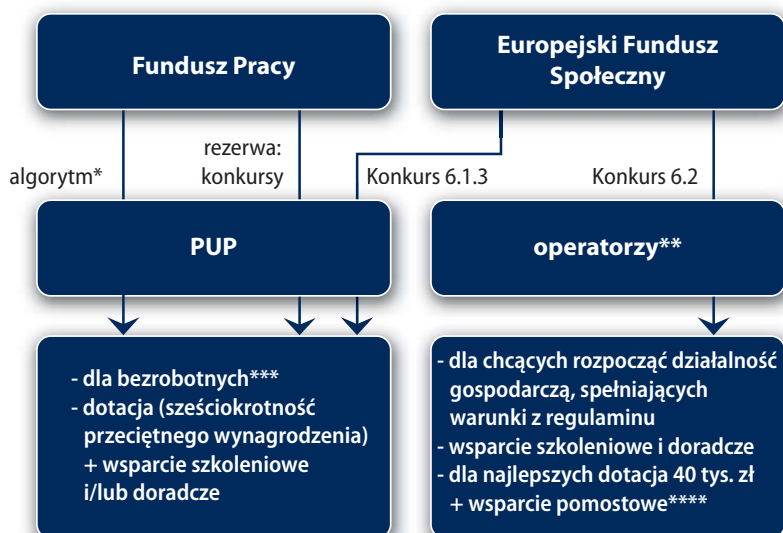 Fundusz Pracy
Europejski Fundusz
Społeczny
algorytm*
rezerwa:
konkursy
Konkurs 6.1.3
Konkurs 6.2
PUP
operatorzy**
- dla bezrobotnych***
- dotacja (sześciokrotność
przeciętnego wynagrodzenia)
+ wsparcie szkoleniowe
i/lub doradcze
- dla chcących rozpocząć działalność
gospodarczą, spełniających
warunki z regulaminu
- wsparcie szkoleniowe i doradcze
- dla najlepszych dotacja 40 tys. zł
+ wsparcie pomostowe****